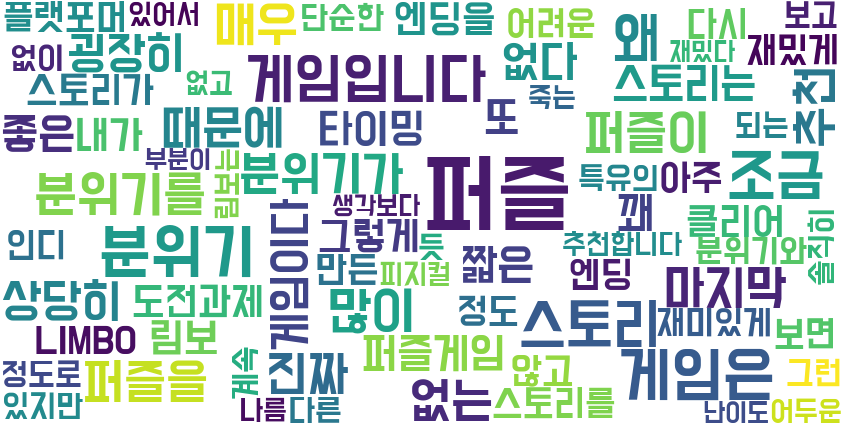 플랫포머
있어서
매우
단순한
엔딩을
어려운
다시
보고
없이
굉장히
게임입니다
없다
왜
재밌다
재밌게
스토리가
없고
죽는
스토리는
추천
좋은
내가
때문에
타이밍
또
퍼즐이
되는
부분이
림보는
분위기를
분위기가
생각보다
퍼즐
특유의
아주
조금
인디
분위기
게임이다
그렇게
듯
짧은
꽤
클리어
추천합니다
분위기와
솔직히
만든
피지컬
엔딩
마지막
상당히
도전과제
많이
정도
스토리
재미있게
보면
LIMBO
림보
퍼즐게임
정도로
퍼즐을
계속
진짜
없는
않고
게임은
그런
있지만
나름
다른
스토리를
난이도
어두운